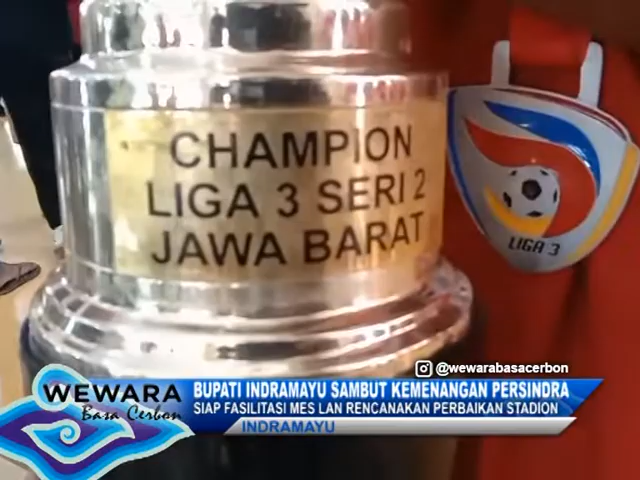 CHAMPION
LIGA 3 SERI 2
JAWA BARAT
LIGA 3
@wewarabasacerbon
WEWARA
Basa Cerbon
BUPATI INDRAMAYU SAMBUT KEMENANGAN PERSINDRA
SIAP FASILITASI MES LAN RENCANAKAN PERBAIKAN STADION
INDRAMAYU